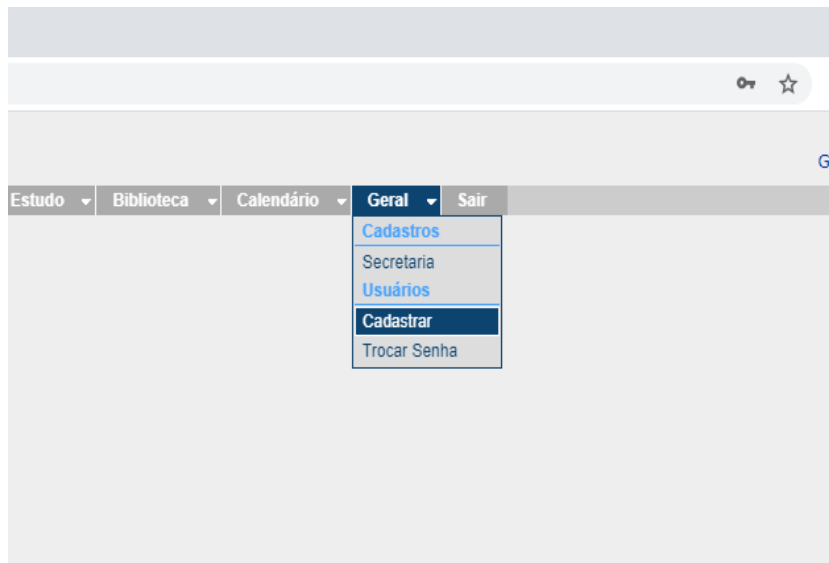 G
Estudo Biblioteca Calendário Geral Sair
Cadastros
Secretaria
Usuários
Cadastrar
Trocar Senha